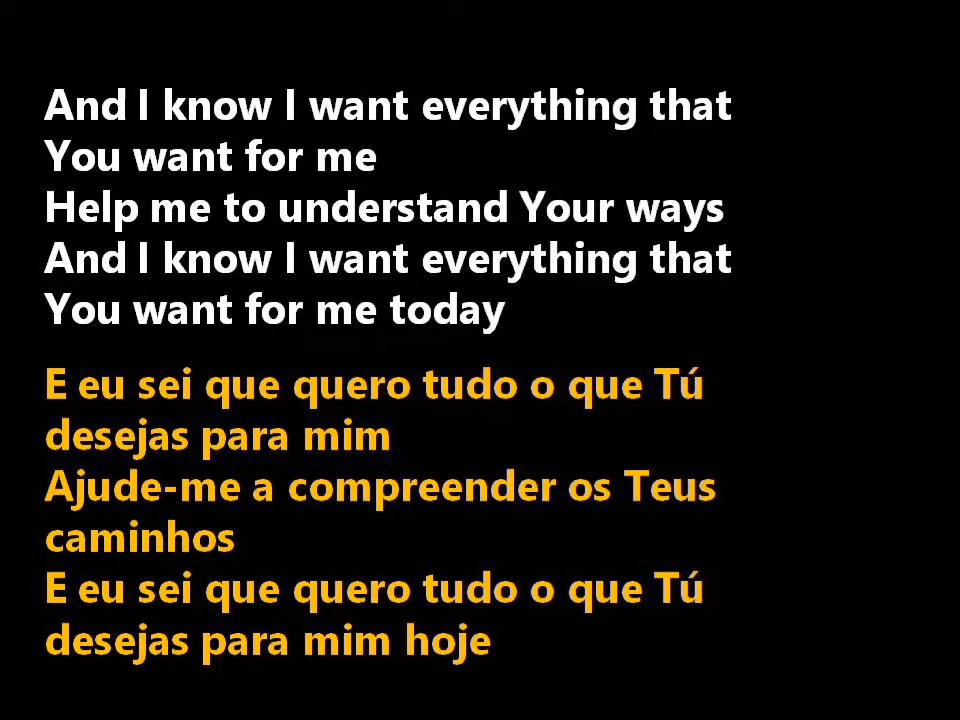 And I know I want everything that
You want for me
Help me to understand Your ways
And I know I want everything that
You want for me today
E eu sei que quero tudo o que Tú
desejas para mim
Ajude-me a compreender os Teus
caminhos
E eu sei que quero tudo o que Tú
desejas para mim hoje